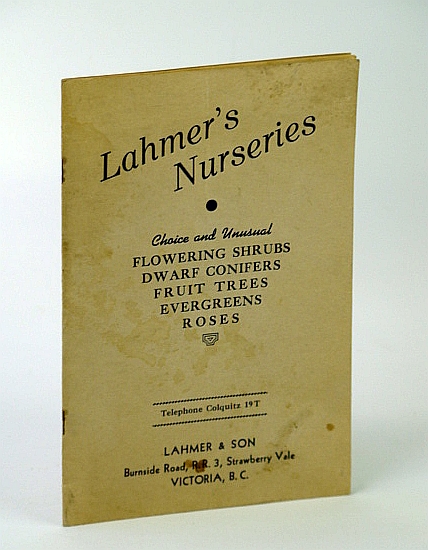 Lahmer's
Nurseries
Choice and Unusual
FLOWERING SHRUBS
DWARF CONIFERS
FRUIT TREES
EVERGREENS
ROSES
Telephone Colquitz 19T
LAHMER & SON
Burnside Road, R.R. 3, Strawberry Vale
VICTORIA, B. C.